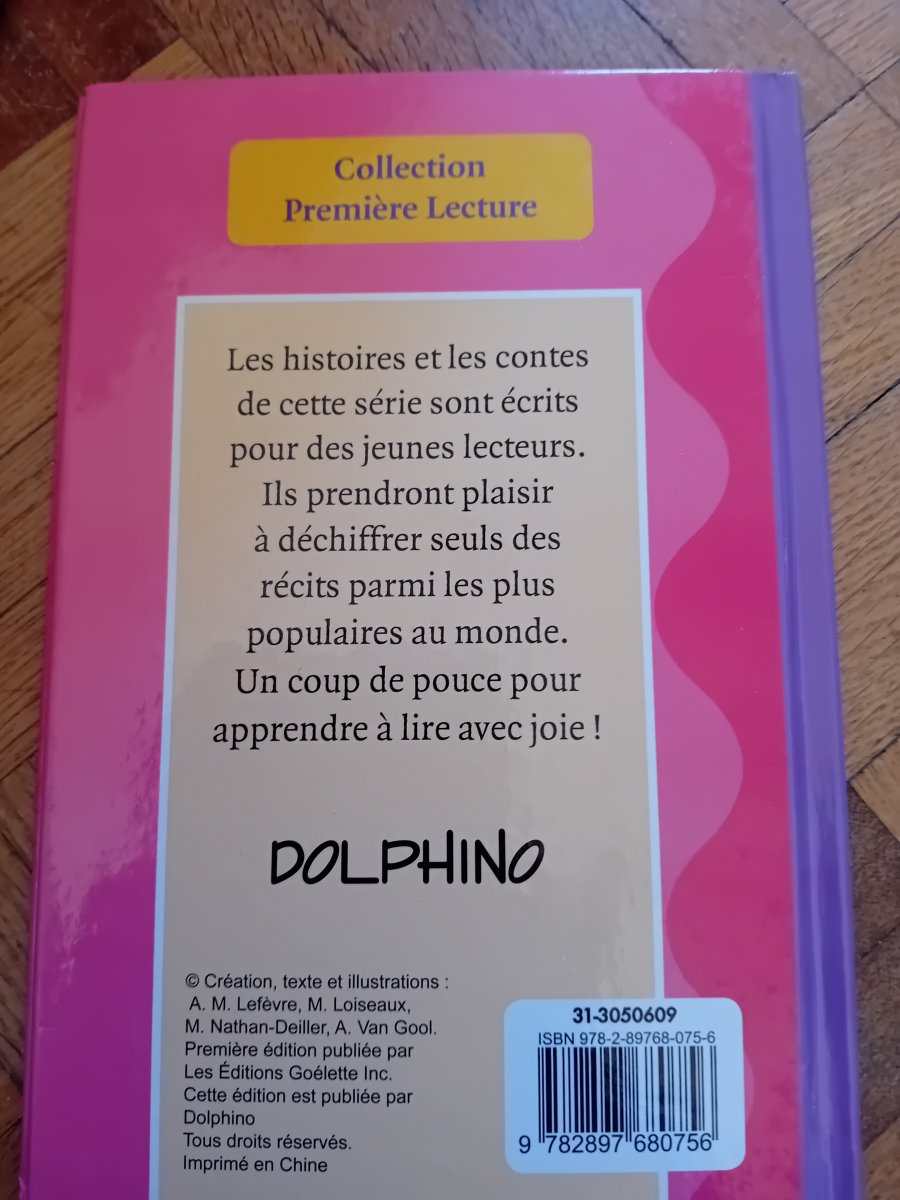 Collection
Première Lecture
Les histoires et les contes
de cette série sont écrits
pour des jeunes lecteurs.
Ils prendront plaisir
à déchiffrer seuls des
récits parmi les plus
populaires au monde.
Un coup de pouce pour
apprendre à lire avec joie !
DOLPHINO
© Création, texte et illustrations :
A. M. Lefèvre, M. Loiseaux,
M. Nathan-Deiller, A. Van Gool.
Première édition publiée par
Les Éditions Goélette Inc.
Cette édition est publiée par
Dolphino
Tous droits réservés.
Imprimé en Chine
31-3050609
ISBN 978-2-89768-075-6
9 782897 680756